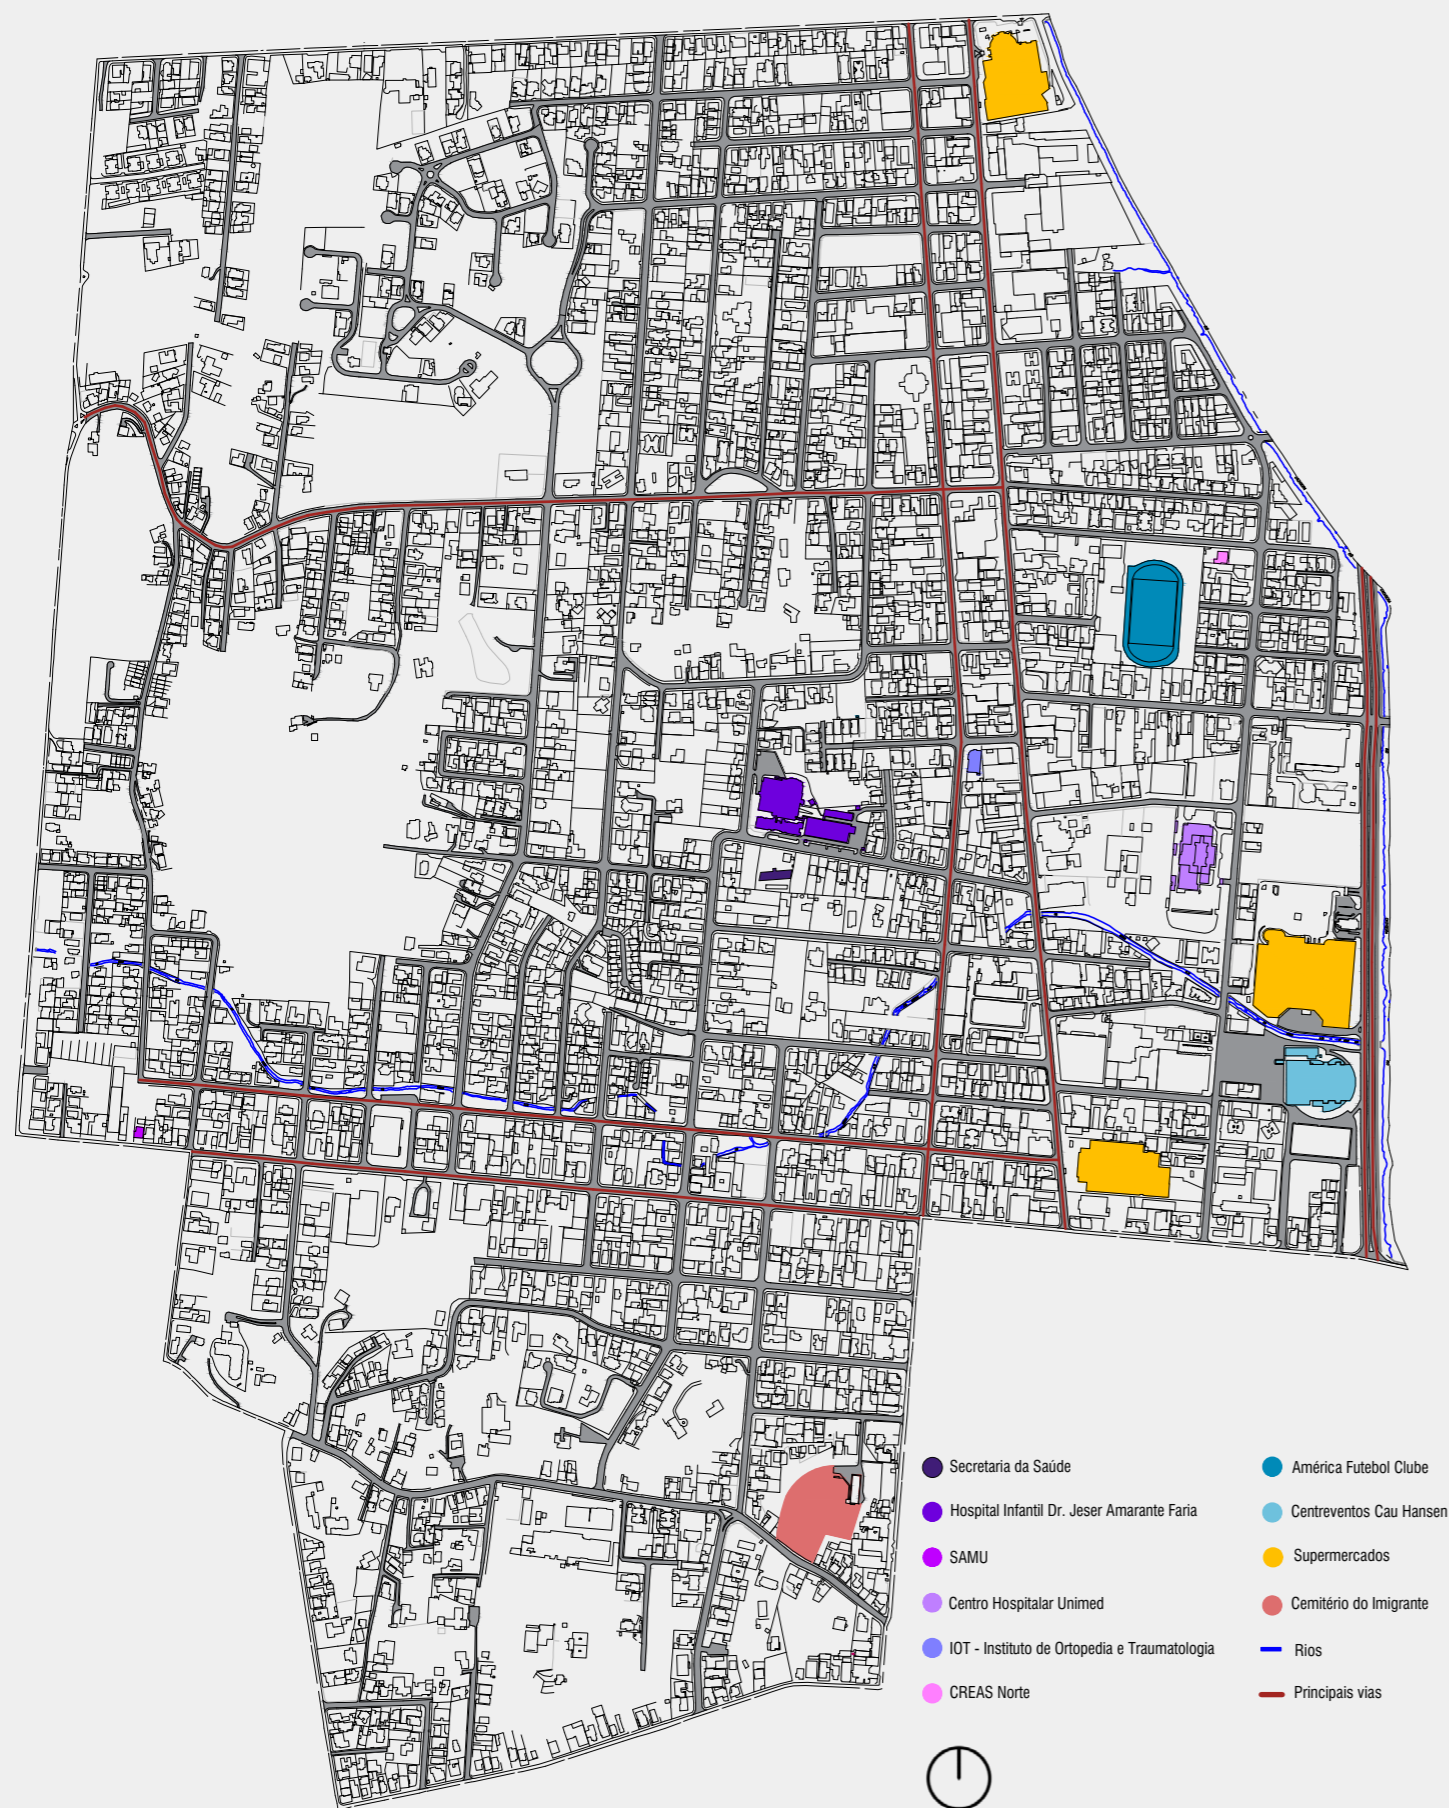 Secretaria da Saúde
Hospital Infantil Dr. Jeser Amarante Faria
SAMU
Centro Hospitalar Unimed
IOT - Instituto de Ortopedia e Traumatologia
CREAS Norte
América Futebol Clube
Centreventos Cau Hansen
Supermercados
Cemitério do Imigrante
Rios
Principais vias